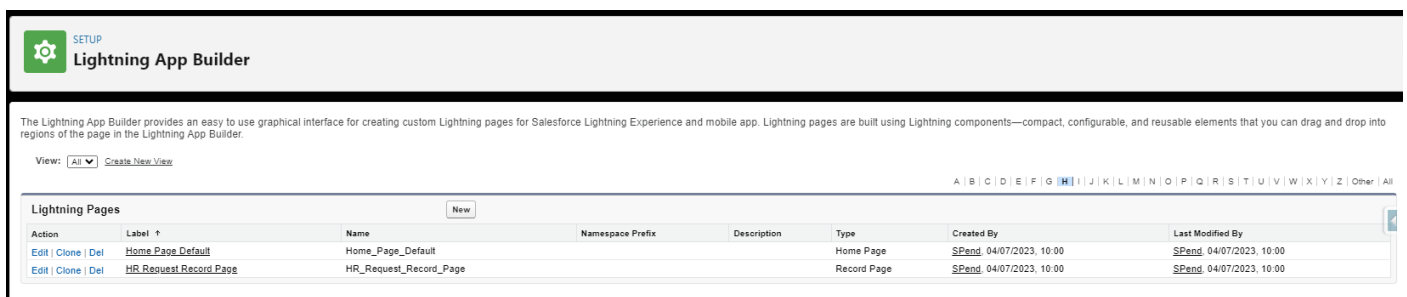 SETUP
Lightning App Builder
The Lightning App Builder provides an easy to use graphical interface for creating custom Lightning pages for Salesforce Lightning Experience and mobile app. Lightning pages are built using Lightning components—compact, configurable, and reusable elements that you can drag and drop into
regions of the page in the Lightning App Builder.
View: All Create New View
A | B | C | D | E | F | G | H | I | J | K | L | M | N | O | P | Q | R | S | T | U | V | W | X | Y | Z | Other | All
Lightning Pages New
Action Label ↑ Name Namespace Prefix Description Type Created By Last Modified By
Edit | Clone | Del Home Page Default Home_Page_Default Home Page SPend, 04/07/2023, 10:00 SPend, 04/07/2023, 10:00
Edit | Clone | Del HR Request Record Page HR_Request_Record_Page Record Page SPend, 04/07/2023, 10:00 SPend, 04/07/2023, 10:00